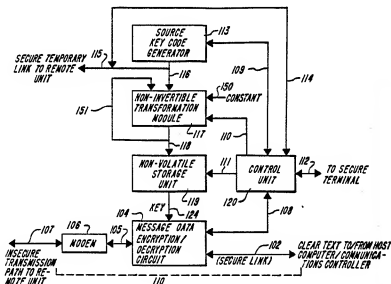 SOURCE
KEY CODE
GENERATOR
113
115
SECURE TEMPORARY
LINK TO REMOTE
UNIT
116
109
114
151
150
CONSTANT
NON-INVERTIBLE
TRANSFORMATION
MODULE
110
117
118
NON-VOLATILE
STORAGE
UNIT
111
CONTROL
UNIT
112
TO SECURE
TERMINAL
119
120
KEY
124
104
108
106
MESSAGE DATA
ENCRYPTION/
DECRYPTION
CIRCUIT
107
MODEM
105
102
(SECURE LINK)
CLEAR TEXT TO/FROM HOST
COMPUTER/COMMUNI-
CATIONS CONTROLLER
INSECURE
TRANSMISSION
PATH TO RE-
MOTE UNIT
110